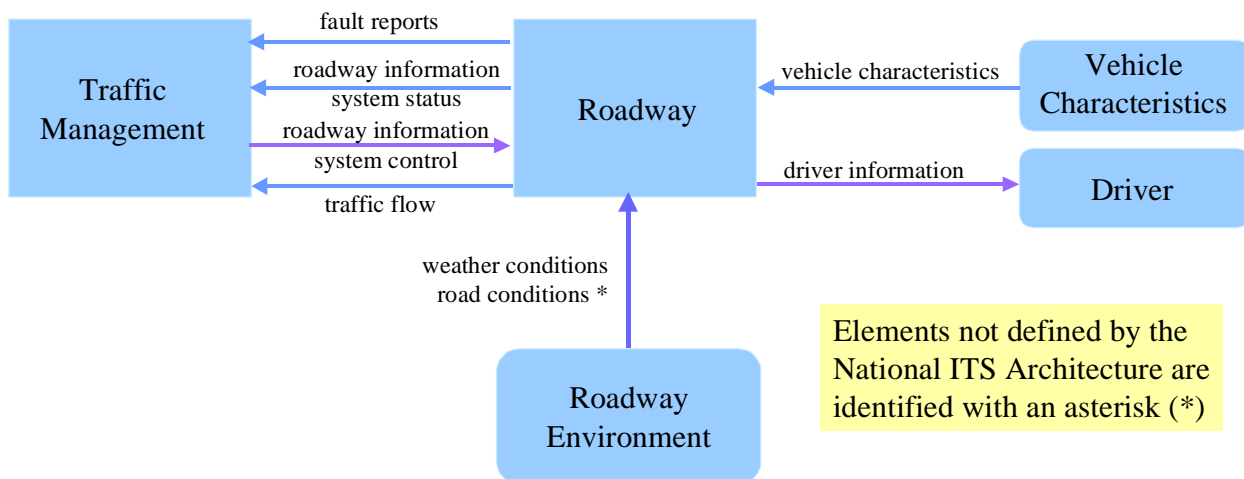 fault reports
Traffic
Management
roadway information
system status
roadway information
system control
traffic flow
Roadway
vehicle characteristics
Vehicle
Characteristics
driver information
Driver
weather conditions
road conditions *
Roadway
Environment
Elements not defined by the
National ITS Architecture are
identified with an asterisk (*)